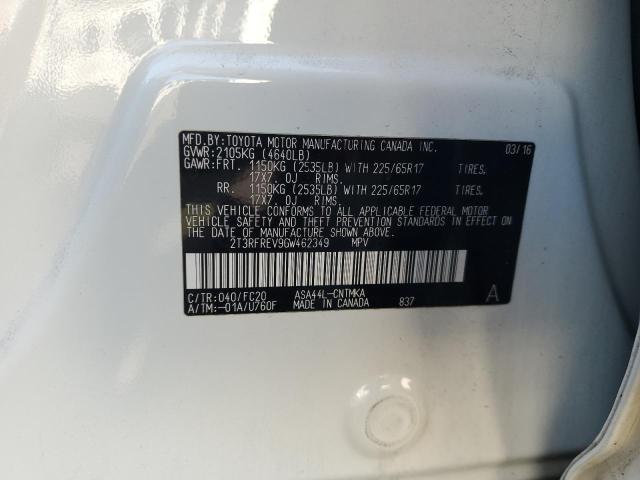 MFD.BY:TOYOTA MOTOR MANUFACTURING CANADA INC. 03/16
GVWR:2105KG (4640LB)
GAWR:FRT. 1150KG (2535LB) WITH 225/65R17 TIRES.
17X7.0J RIMS.
RR. 1150KG (2535LB) WITH 225/65R17 TIRES.
17X7.0J RIMS.
THIS VEHICLE CONFORMS TO ALL APPLICABLE FEDERAL MOTOR
VEHICLE SAFETY AND THEFT PREVENTION STANDARDS IN EFFECT ON
THE DATE OF MANUFACTURE SHOWN ABOVE.
2T3RFREV9GW462349 MPV
C/TR:040/FC20 ASA44L-CNTMKA A
A/TM:-01A/U760F MADE IN CANADA 837